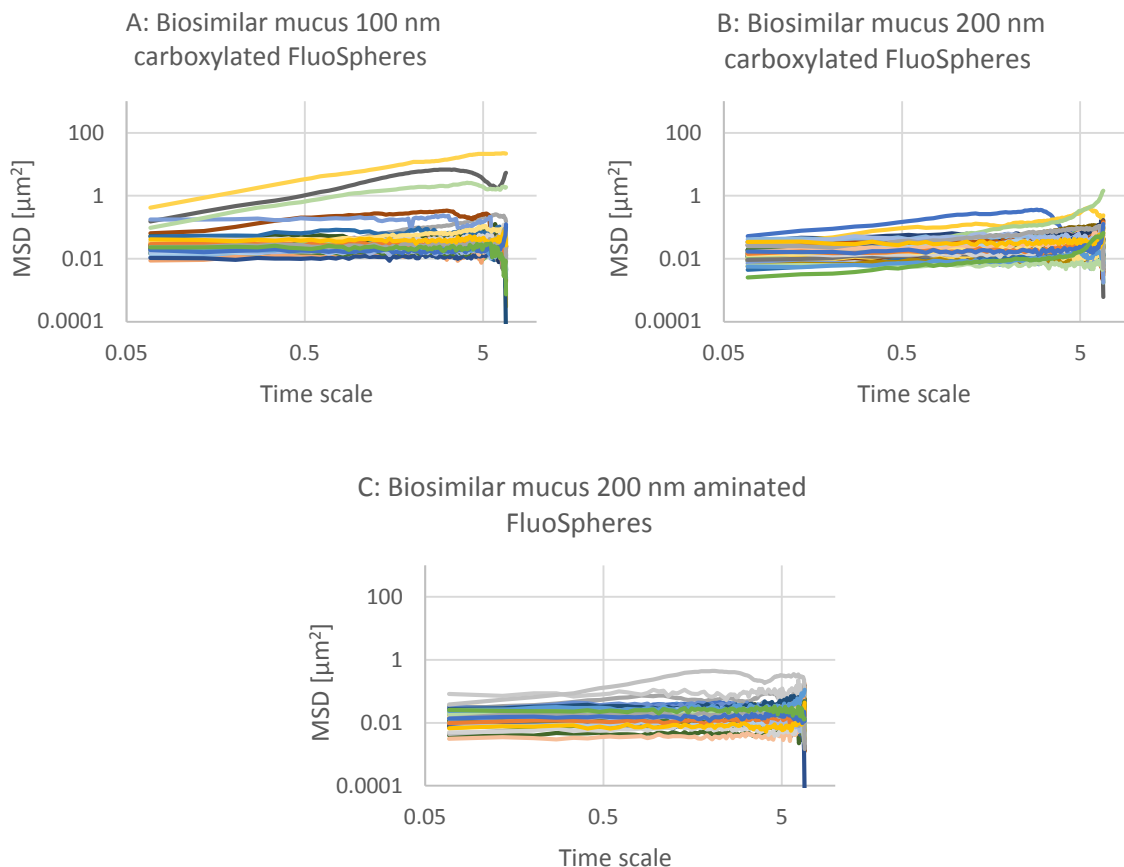 A: Biosimilar mucus 100 nm
carboxylated FluoSpheres
MSD [µm²]
100
1
0.01
0.0001
0.05
0.5
5
Time scale
B: Biosimilar mucus 200 nm
carboxylated FluoSpheres
MSD [µm²]
100
1
0.01
0.0001
0.05
0.5
5
Time scale
C: Biosimilar mucus 200 nm aminated
FluoSpheres
MSD [µm²]
100
1
0.01
0.0001
0.05
0.5
5
Time scale